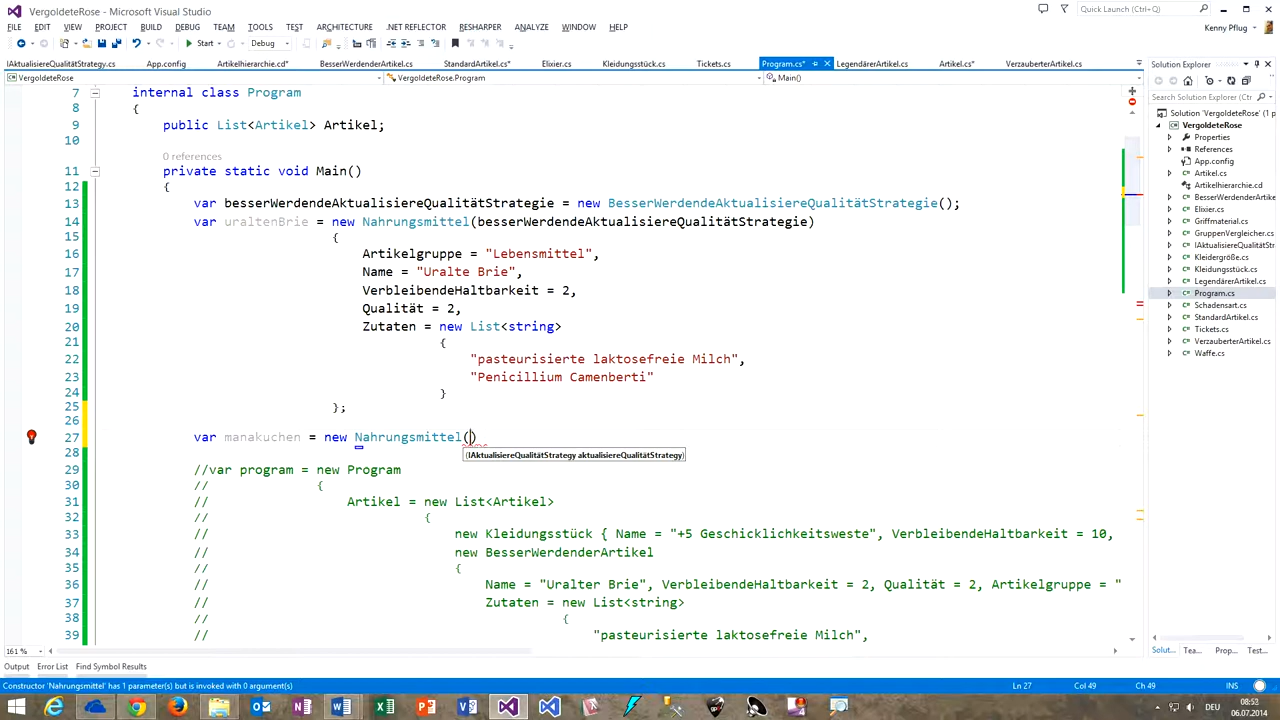 VergoldeteRose - Microsoft Visual Studio
Quick Launch (Ctrl+Q)
FILE EDIT VIEW PROJECT BUILD DEBUG TEAM TOOLS TEST ARCHITECTURE .NET REFLECTOR RESHARPER ANALYZE WINDOW HELP
Kenny Pflug
Start Debug
IAktualisiereQualitätStrategy.cs App.config Artikelhierarchie.cd* BesserWerdenderArtikel.cs StandardArtikel.cs* Elixier.cs Kleidungsstück.cs Tickets.cs Program.cs* LegendärerArtikel.cs Artikel.cs* VerzauberterArtikel.cs
VergoldeteRose VergoldeteRose.Program Main()
7 internal class Program
8 {
9 public List<Artikel> Artikel;
10
0 references
11 private static void Main()
12 {
13 var besserWerdendeAktualisiereQualitätStrategie = new BesserWerdendeAktualisiereQualitätStrategie();
14 var uraltenBrie = new Nahrungsmittel(besserWerdendeAktualisiereQualitätStrategie)
15 {
16 Artikelgruppe = "Lebensmittel",
17 Name = "Uralte Brie",
18 VerbleibendeHaltbarkeit = 2,
19 Qualität = 2,
20 Zutaten = new List<string>
21 {
22 "pasteurisierte laktosefreie Milch",
23 "Penicillium Camenberti"
24 }
25 };
26
27 var manakuchen = new Nahrungsmittel()
(IAktualisiereQualitätStrategy aktualisiereQualitätStrategy)
28
29 //var program = new Program
30 // {
31 // Artikel = new List<Artikel>
32 // {
33 // new Kleidungsstück { Name = "+5 Geschicklichkeitsweste", VerbleibendeHaltbarkeit = 10,
34 // new BesserWerdenderArtikel
35 // {
36 // Name = "Uralter Brie", VerbleibendeHaltbarkeit = 2, Qualität = 2, Artikelgruppe = "
37 // Zutaten = new List<string>
38 // {
39 // "pasteurisierte laktosefreie Milch",
161 %
Solution Explorer
Search Solution Explorer (Ctrl
Solution 'VergoldeteRose' (1 p
VergoldeteRose
Properties
References
App.config
Artikel.cs
Artikelhierarchie.cd
BesserWerdenderArtike
Elixier.cs
Griffmaterial.cs
GruppenVergleicher.cs
IAktualisiereQualitätStra
Kleidergröße.cs
Kleidungsstück.cs
LegendärerArtikel.cs
Program.cs
Schadensart.cs
StandardArtikel.cs
Tickets.cs
VerzauberterArtikel.cs
Waffe.cs
Solut... Tea... Prop... Test...
Output Error List Find Symbol Results
Constructor 'Nahrungsmittel' has 1 parameter(s) but is invoked with 0 argument(s)
Ln 27 Col 49 Ch 49 INS
DEU
08:53
06.07.2014